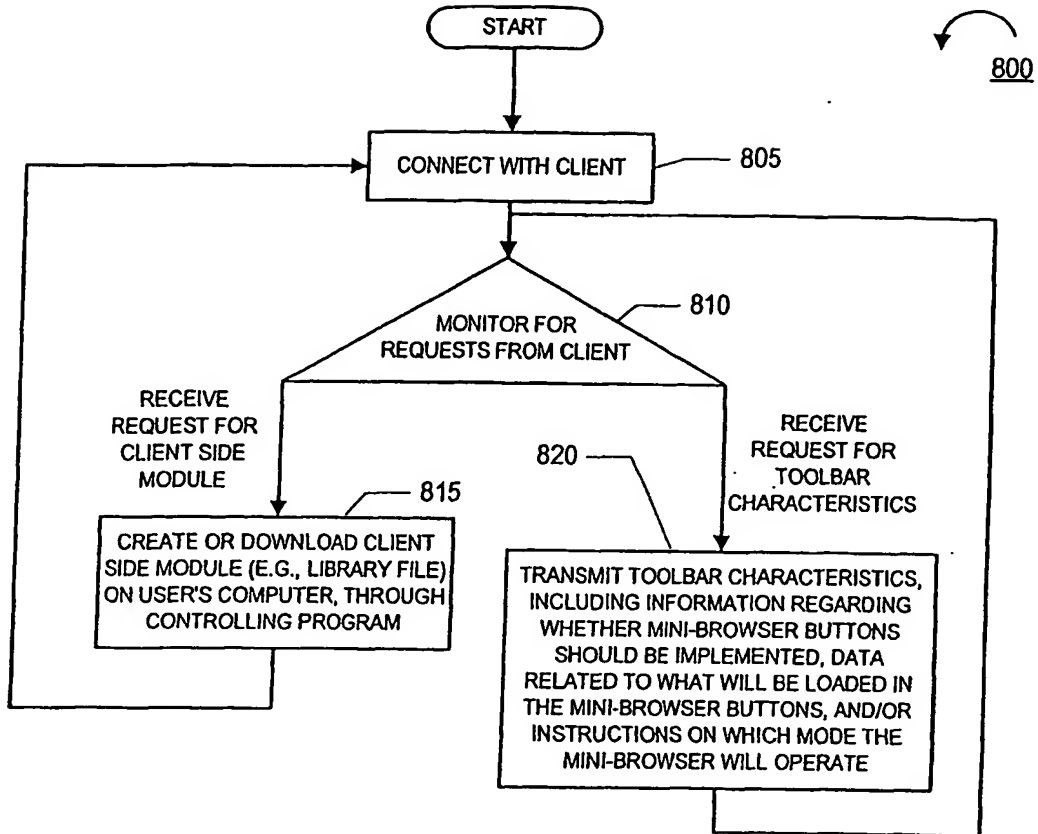 START
800
CONNECT WITH CLIENT
805
MONITOR FOR
REQUESTS FROM CLIENT
810
RECEIVE
REQUEST FOR
CLIENT SIDE
MODULE
815
CREATE OR DOWNLOAD CLIENT
SIDE MODULE (E.G., LIBRARY FILE)
ON USER'S COMPUTER, THROUGH
CONTROLLING PROGRAM
RECEIVE
REQUEST FOR
TOOLBAR
CHARACTERISTICS
820
TRANSMIT TOOLBAR CHARACTERISTICS,
INCLUDING INFORMATION REGARDING
WHETHER MINI-BROWSER BUTTONS
SHOULD BE IMPLEMENTED, DATA
RELATED TO WHAT WILL BE LOADED IN
THE MINI-BROWSER BUTTONS, AND/OR
INSTRUCTIONS ON WHICH MODE THE
MINI-BROWSER WILL OPERATE